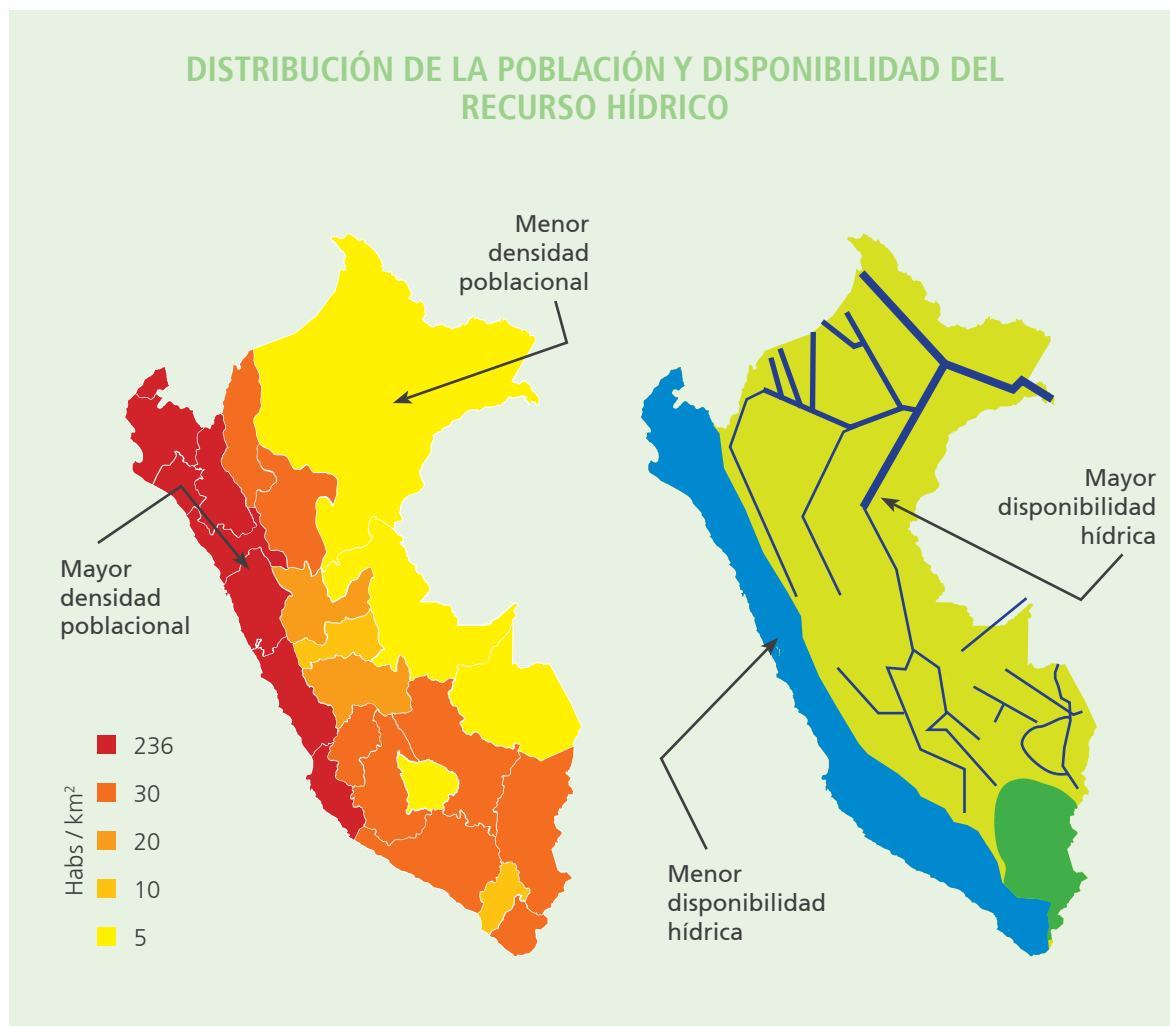 DISTRIBUCIÓN DE LA POBLACIÓN Y DISPONIBILIDAD DEL
RECURSO HÍDRICO
Menor
densidad
poblacional
Mayor
densidad
poblacional
Habs / km²
236
30
20
10
5
Mayor
disponibilidad
hídrica
Menor
disponibilidad
hídrica